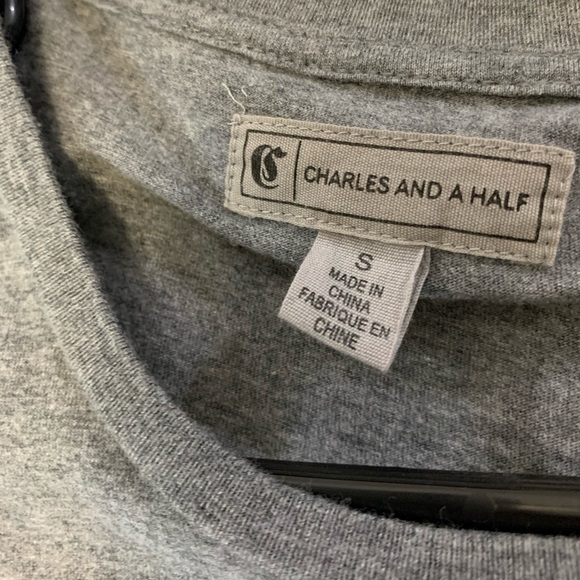 C | CHARLES AND A HALF
S
MADE IN
CHINA
FABRIQUE EN
CHINE